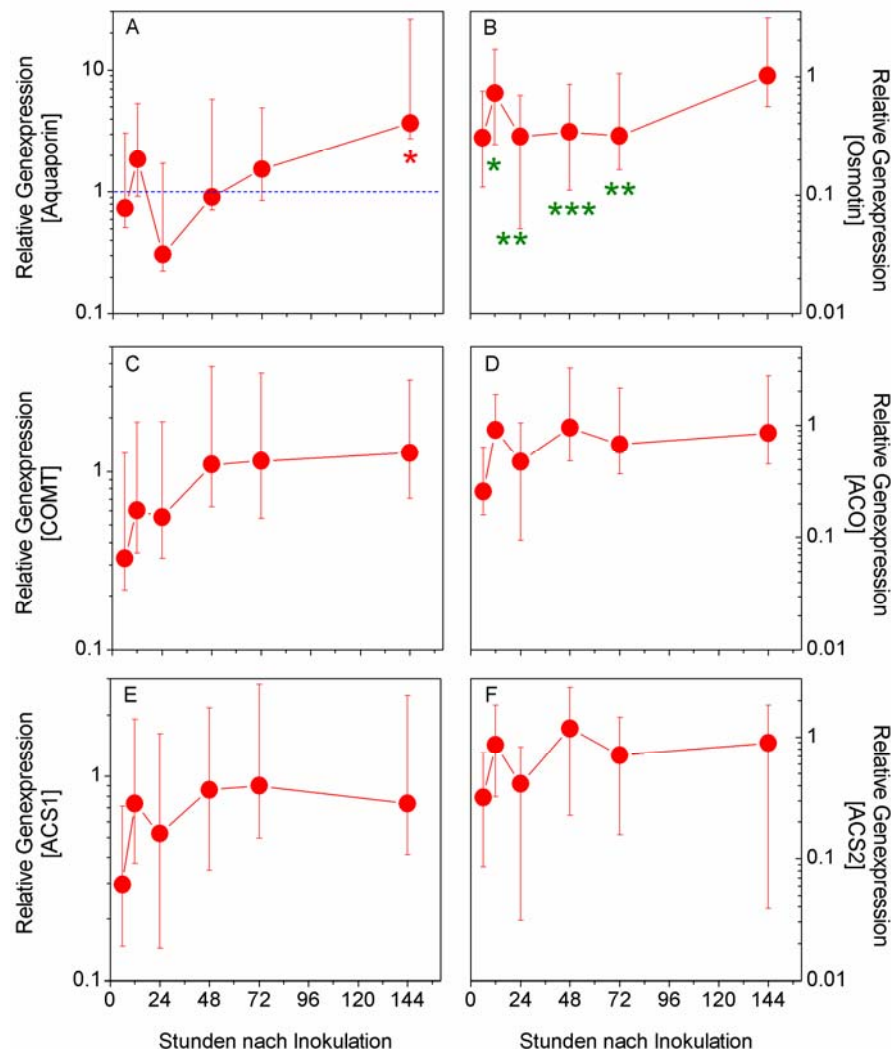 A
10
1
0.1
Relative Genexpression
[Aquaporin]
*
B
1
0.1
0.01
Relative Genexpression
[Osmotin]
*
**
***
**
C
1
0.1
Relative Genexpression
[COMT]
D
1
0.1
0.01
Relative Genexpression
[ACO]
E
1
0.1
Relative Genexpression
[ACS1]
0 24 48 72 96 120 144
Stunden nach Inokulation
F
1
0.1
0.01
Relative Genexpression
[ACS2]
0 24 48 72 96 120 144
Stunden nach Inokulation